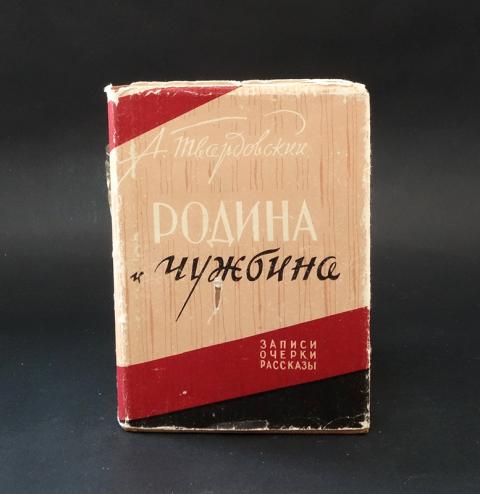 А. Твардовский
РОДИНА
и чужбина
ЗАПИСИ
ОЧЕРКИ
РАССКАЗЫ